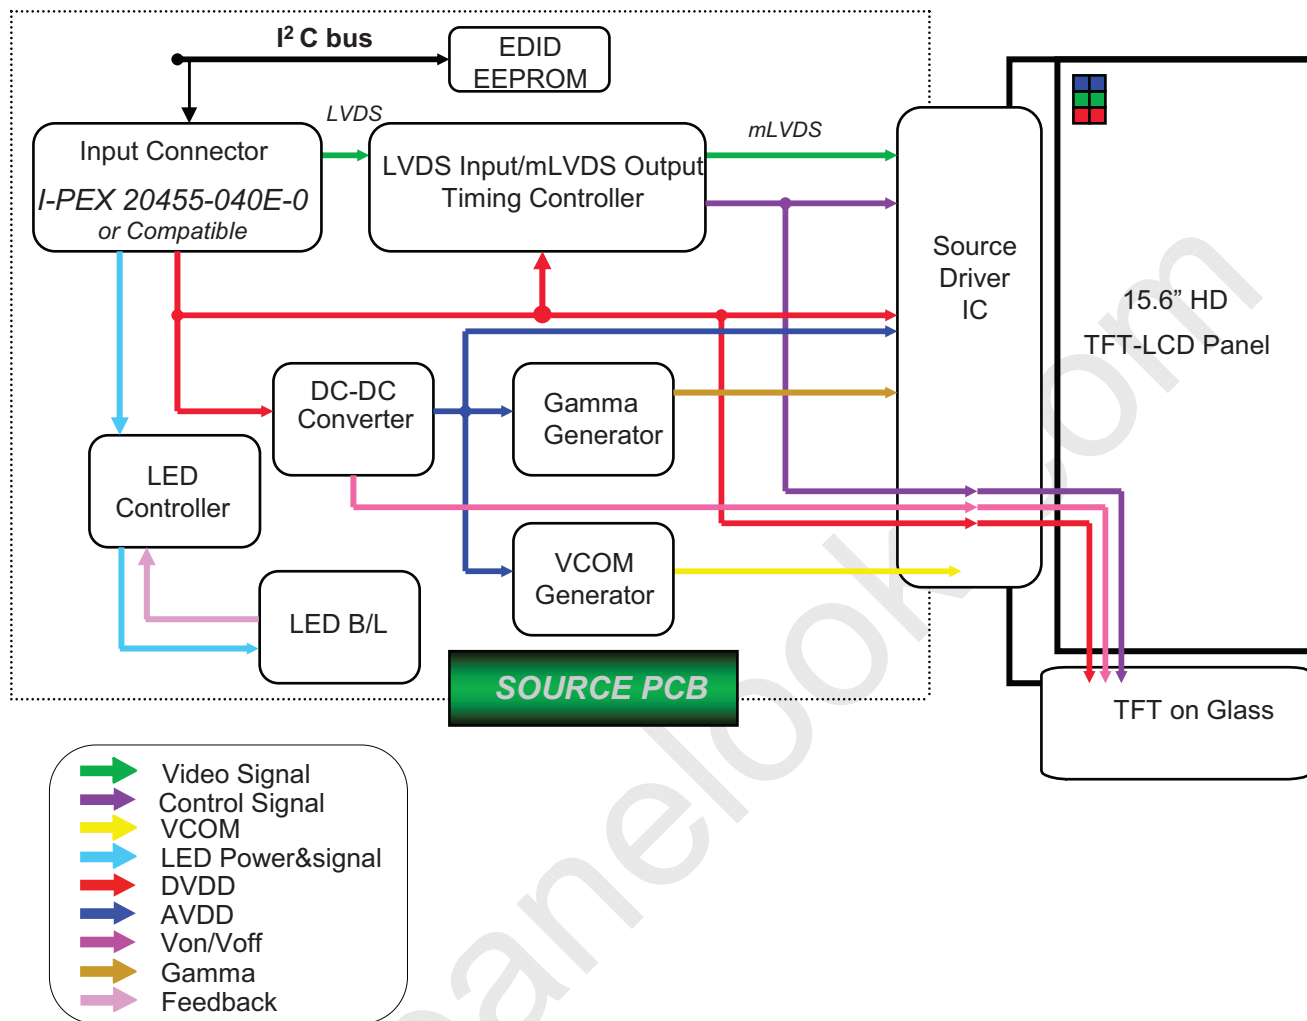 I² C bus
EDID
EEPROM
LVDS
mLVDS
Input Connector
I-PEX 20455-040E-0
or Compatible
LVDS Input/mLVDS Output
Timing Controller
Source
Driver
IC
15.6” HD
TFT-LCD Panel
DC-DC
Converter
Gamma
Generator
LED
Controller
VCOM
Generator
LED B/L
SOURCE PCB
TFT on Glass
Video Signal
Control Signal
VCOM
LED Power&signal
DVDD
AVDD
Von/Voff
Gamma
Feedback
panelook.com